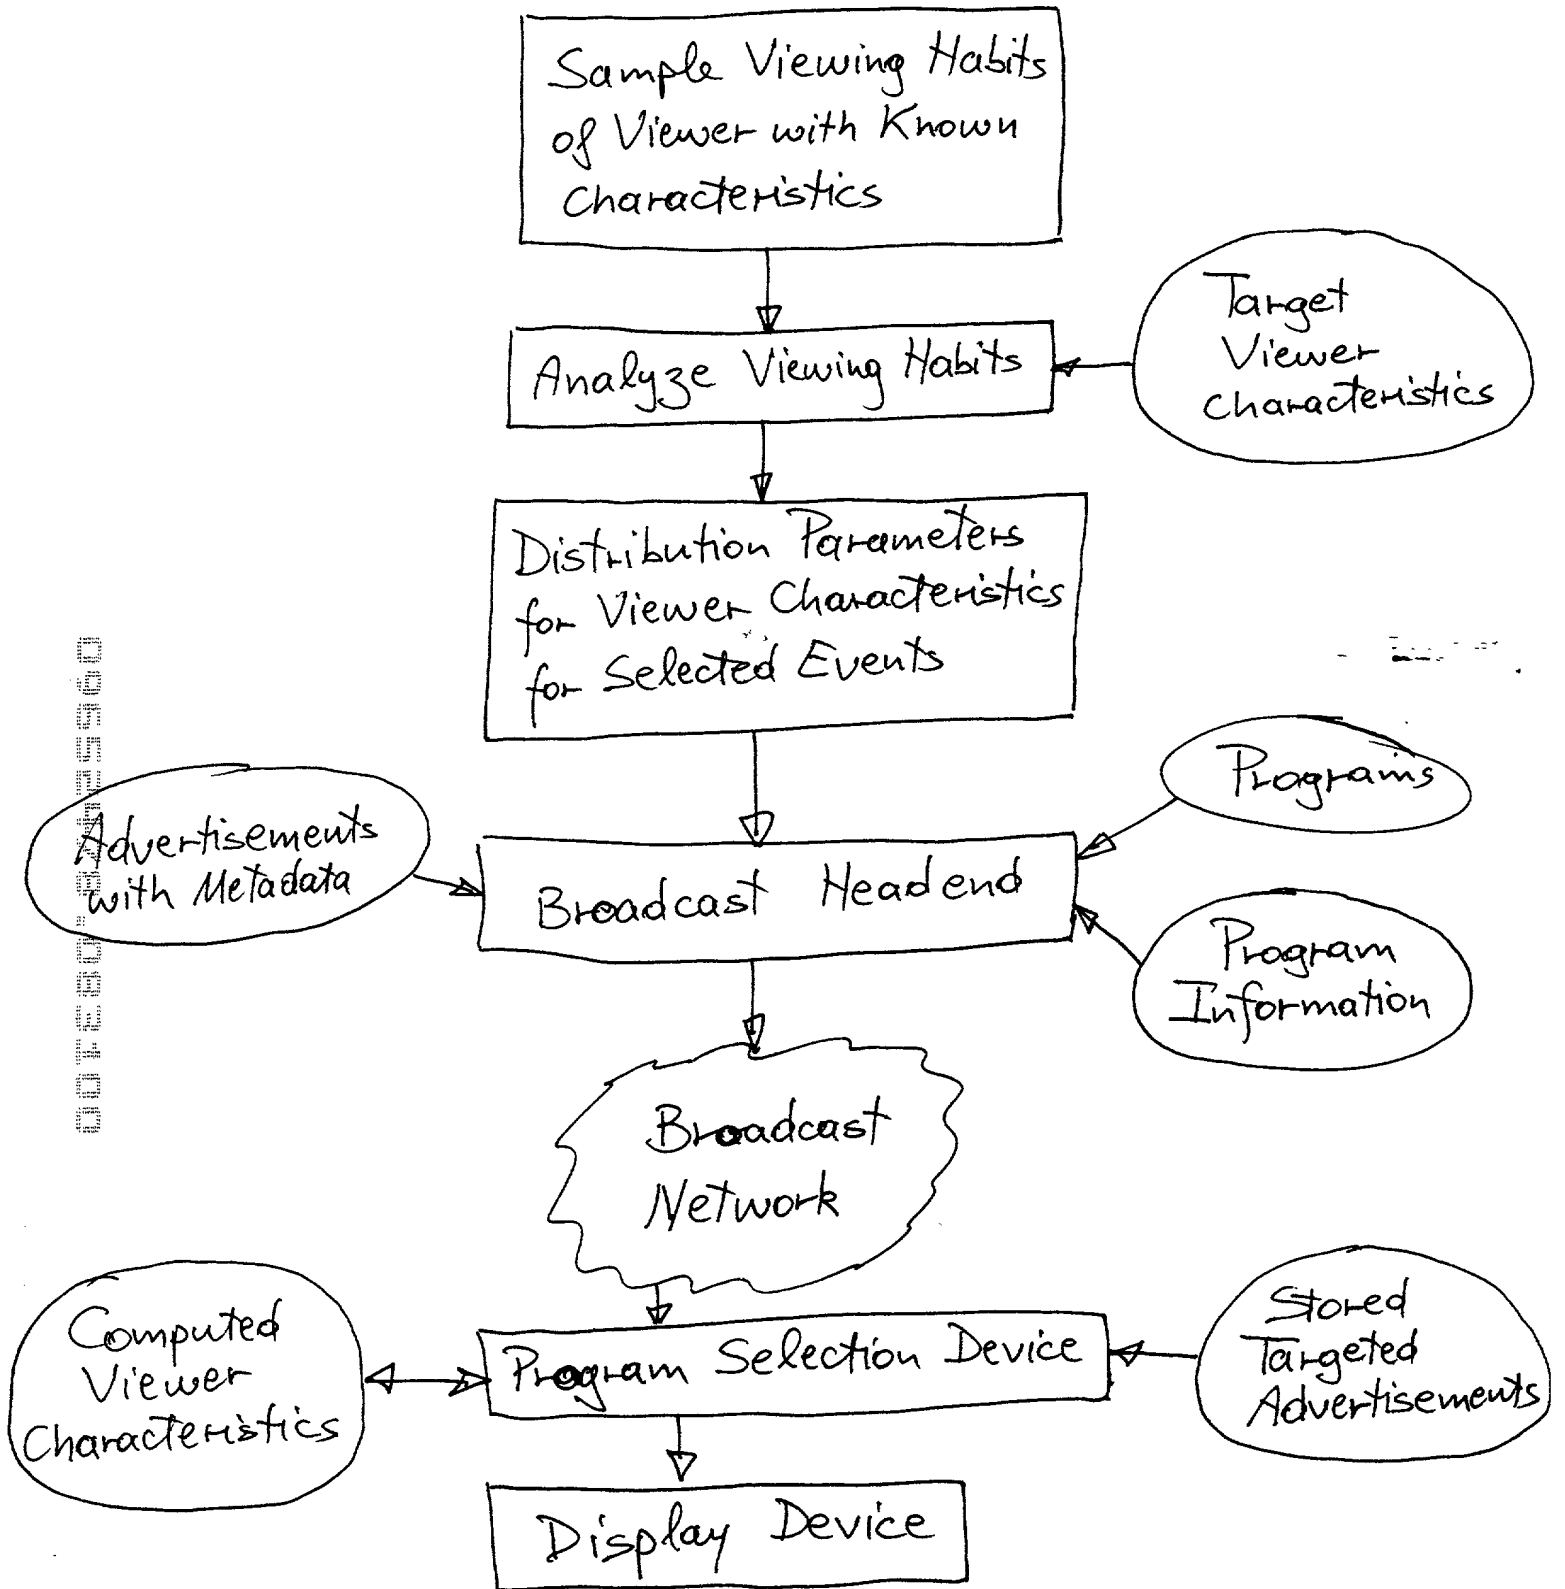 Sample Viewing Habits
of Viewer with Known
Characteristics
Target
Viewer
Characteristics
Analyze Viewing Habits
Distribution Parameters
for Viewer Characteristics
for Selected Events
Programs
Advertisements
with Metadata
Broadcast Headend
Program
Information
Broadcast
Network
Computed
Viewer
Characteristics
Program Selection Device
Stored
Targeted
Advertisements
Display Device